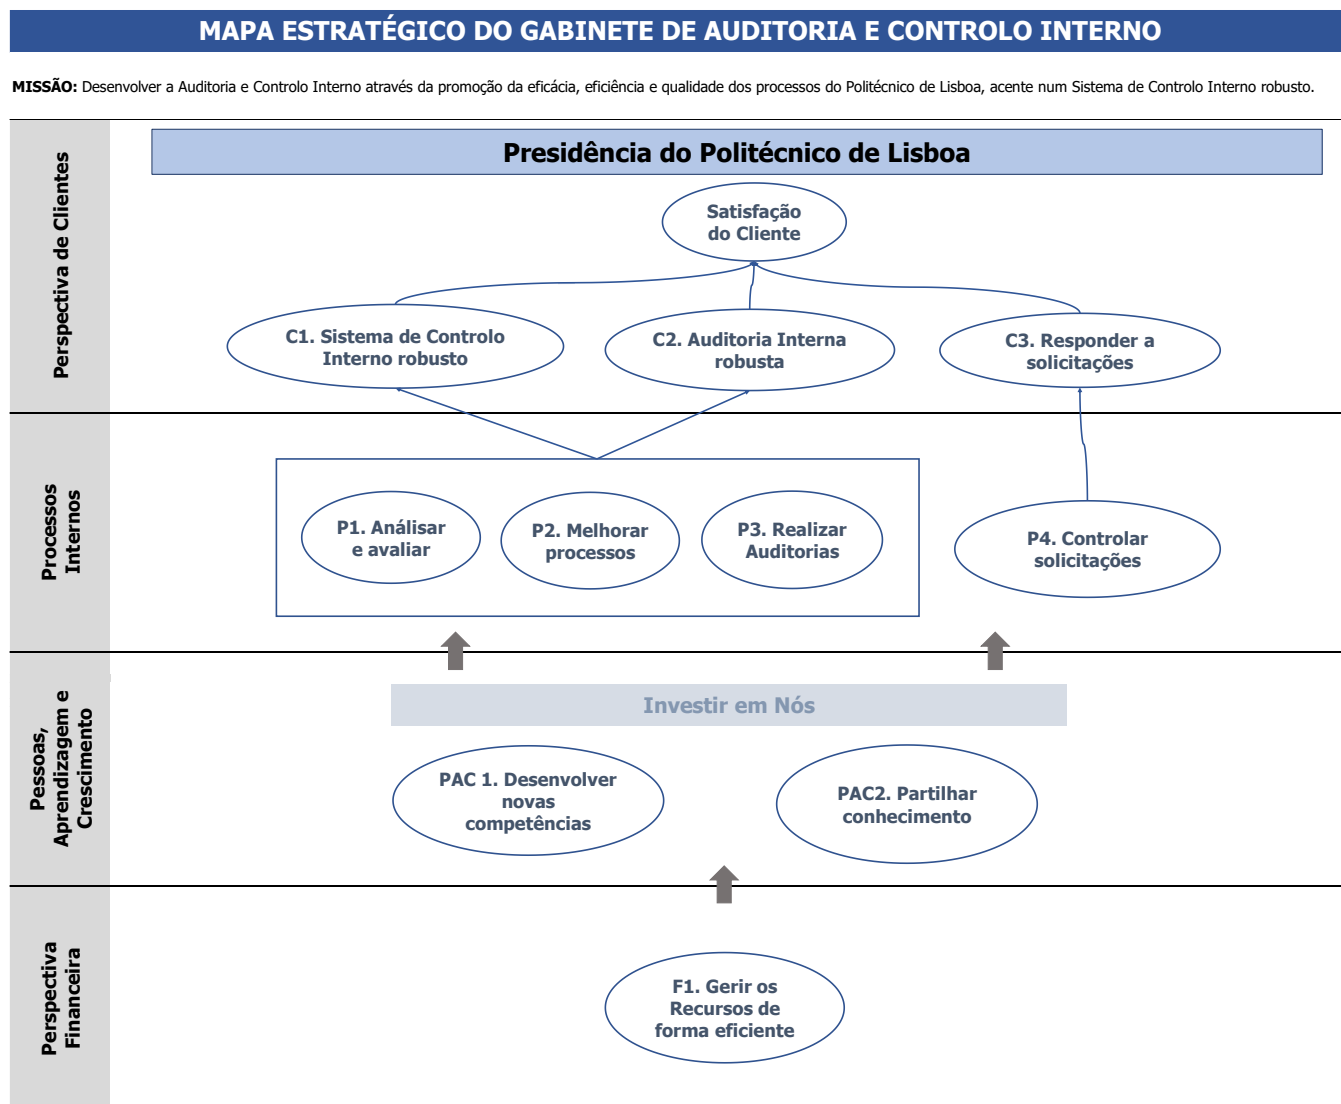 MAPA ESTRATÉGICO DO GABINETE DE AUDITORIA E CONTROLO INTERNO
MISSÃO: Desenvolver a Auditoria e Controlo Interno através da promoção da eficácia, eficiência e qualidade dos processos do Politécnico de Lisboa, acente num Sistema de Controlo Interno robusto.
Perspectiva de Clientes
Presidência do Politécnico de Lisboa
Satisfação
do Cliente
C1. Sistema de Controlo
Interno robusto
C2. Auditoria Interna
robusta
C3. Responder a
solicitações
Processos
Internos
P1. Análisar
e avaliar
P2. Melhorar
processos
P3. Realizar
Auditorias
P4. Controlar
solicitações
Pessoas,
Aprendizagem e
Crescimento
Investir em Nós
PAC 1. Desenvolver
novas
competências
PAC2. Partilhar
conhecimento
Perspectiva
Financeira
F1. Gerir os
Recursos de
forma eficiente